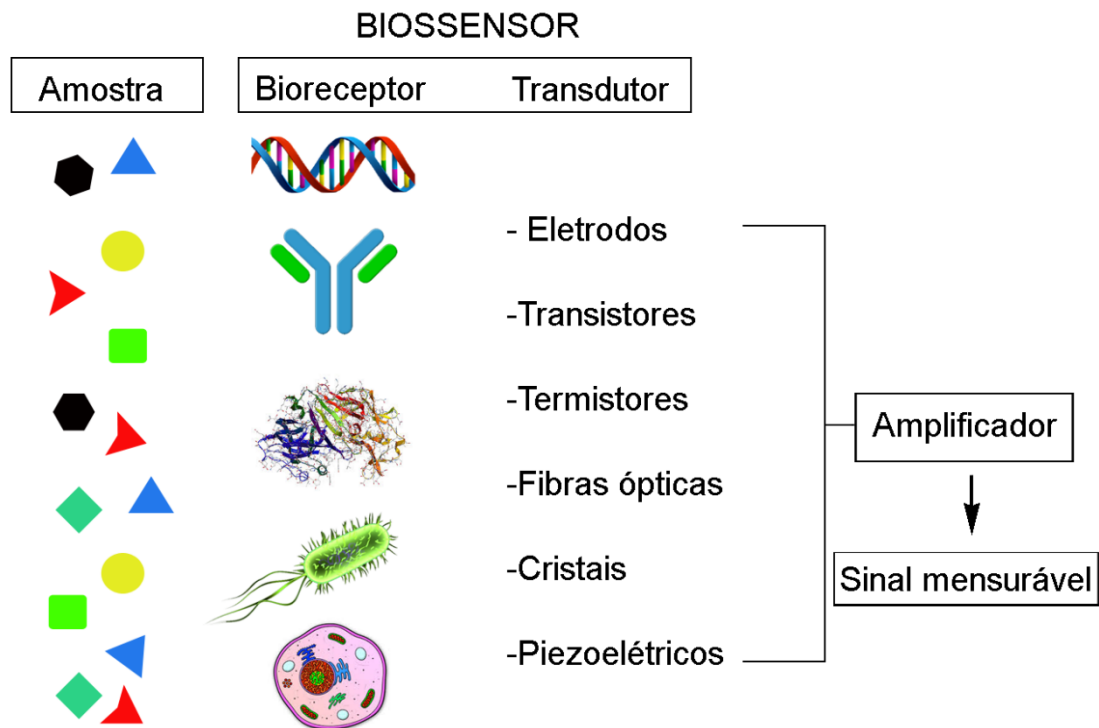 BIOSSENSOR
Amostra
Bioreceptor
Transdutor
- Eletrodos
-Transistores
-Termistores
-Fibras ópticas
-Cristais
-Piezoelétricos
Amplificador
Sinal mensurável